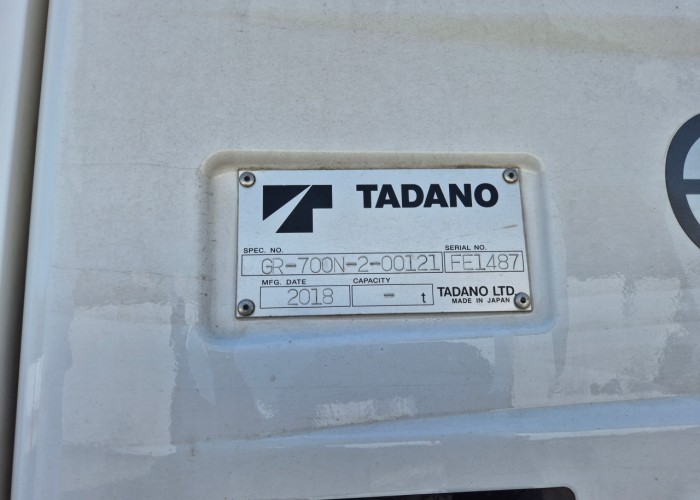 TADANO
SPEC. NO. SERIAL NO.
GR-700N-2-00121 FE1487
MFG. DATE CAPACITY
2018 - t TADANO LTD.
MADE IN JAPAN